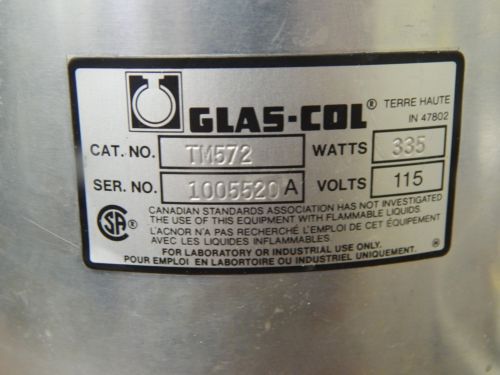 GLAS-COL® TERRE HAUTE
IN 47802
CAT. NO. TM572 WATTS 335
SER. NO. 1005520 A VOLTS 115
CANADIAN STANDARDS ASSOCIATION HAS NOT INVESTIGATED
THE USE OF THIS EQUIPMENT WITH FLAMMABLE LIQUIDS.
L'ACNOR N'A PAS RECHERCHÉ L'EMPLOI DE CET ÉQUIPEMENT
AVEC LES LIQUIDES INFLAMMABLES.
FOR LABORATORY OR INDUSTRIAL USE ONLY.
POUR EMPLOI EN LABORTOIRE OU INDUSTRIEL UNIQUEMENT.
SA®